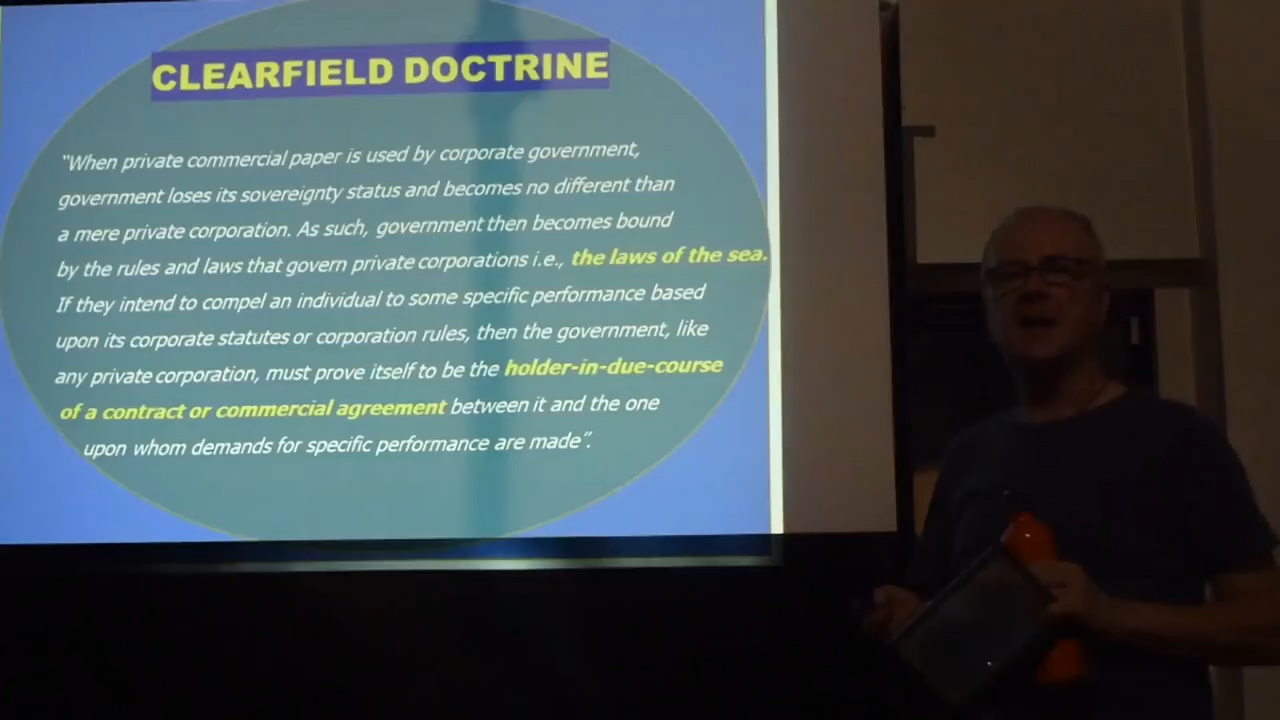 CLEARFIELD DOCTRINE
“When private commercial paper is used by corporate government,
government loses its sovereignty status and becomes no different than
a mere private corporation. As such, government then becomes bound
by the rules and laws that govern private corporations i.e., the laws of the sea.
If they intend to compel an individual to some specific performance based
upon its corporate statutes or corporation rules, then the government, like
any private corporation, must prove itself to be the holder-in-due-course
of a contract or commercial agreement between it and the one
upon whom demands for specific performance are made”.